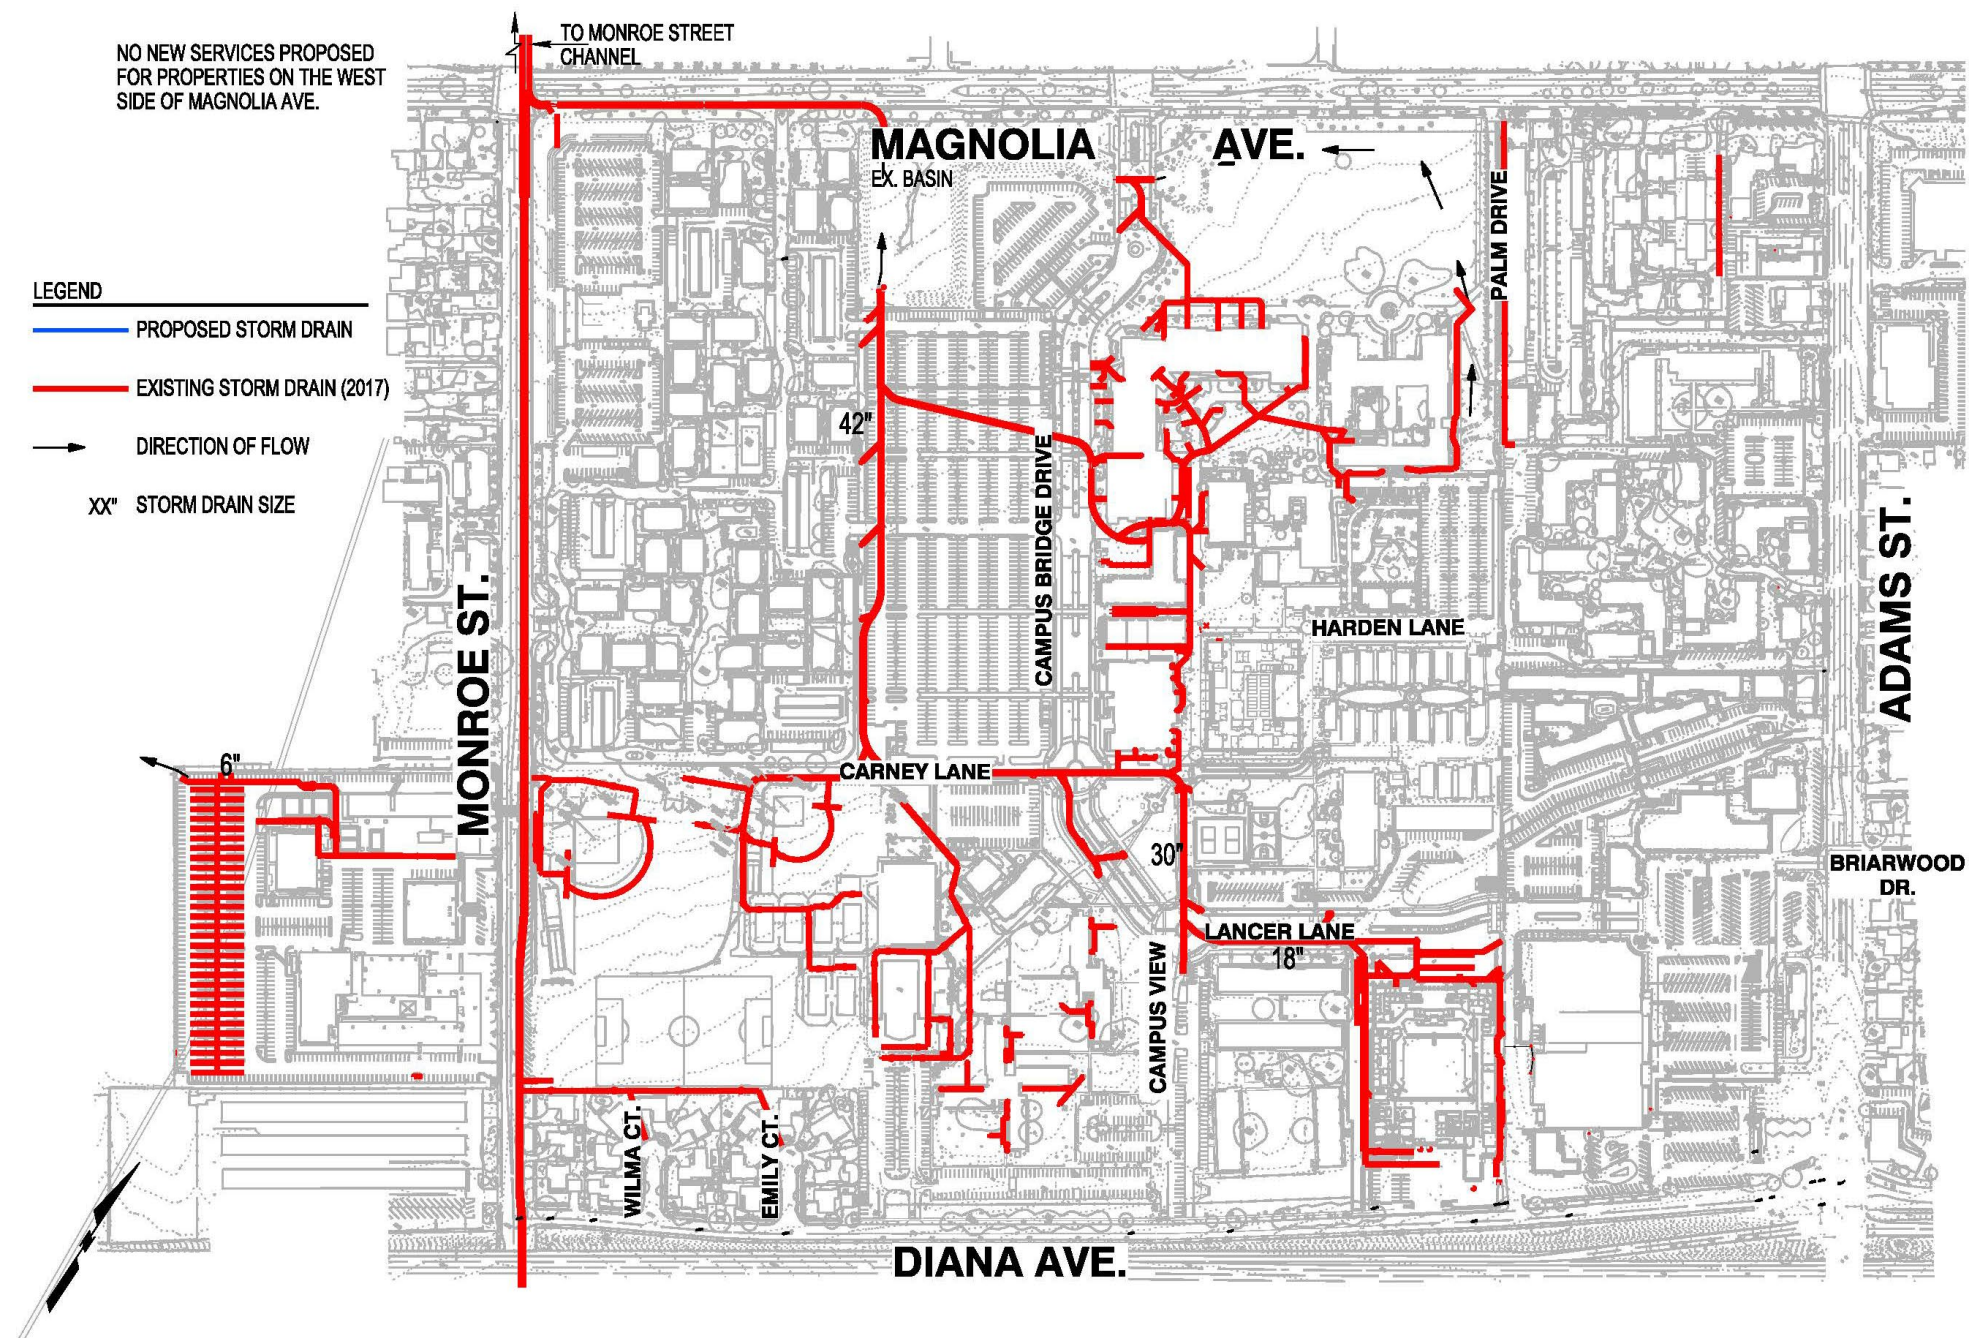 NO NEW SERVICES PROPOSED
FOR PROPERTIES ON THE WEST
SIDE OF MAGNOLIA AVE.
TO MONROE STREET
CHANNEL
MAGNOLIA AVE.
EX. BASIN
PALM DRIVE
LEGEND
PROPOSED STORM DRAIN
EXISTING STORM DRAIN (2017)
DIRECTION OF FLOW
XX" STORM DRAIN SIZE
42"
CAMPUS BRIDGE DRIVE
MONROE ST.
HARDEN LANE
ADAMS ST.
6"
CARNEY LANE
30"
BRIARWOOD
DR.
LANCER LANE
18"
CAMPUS VIEW
WILMA CT.
EMILY CT.
DIANA AVE.